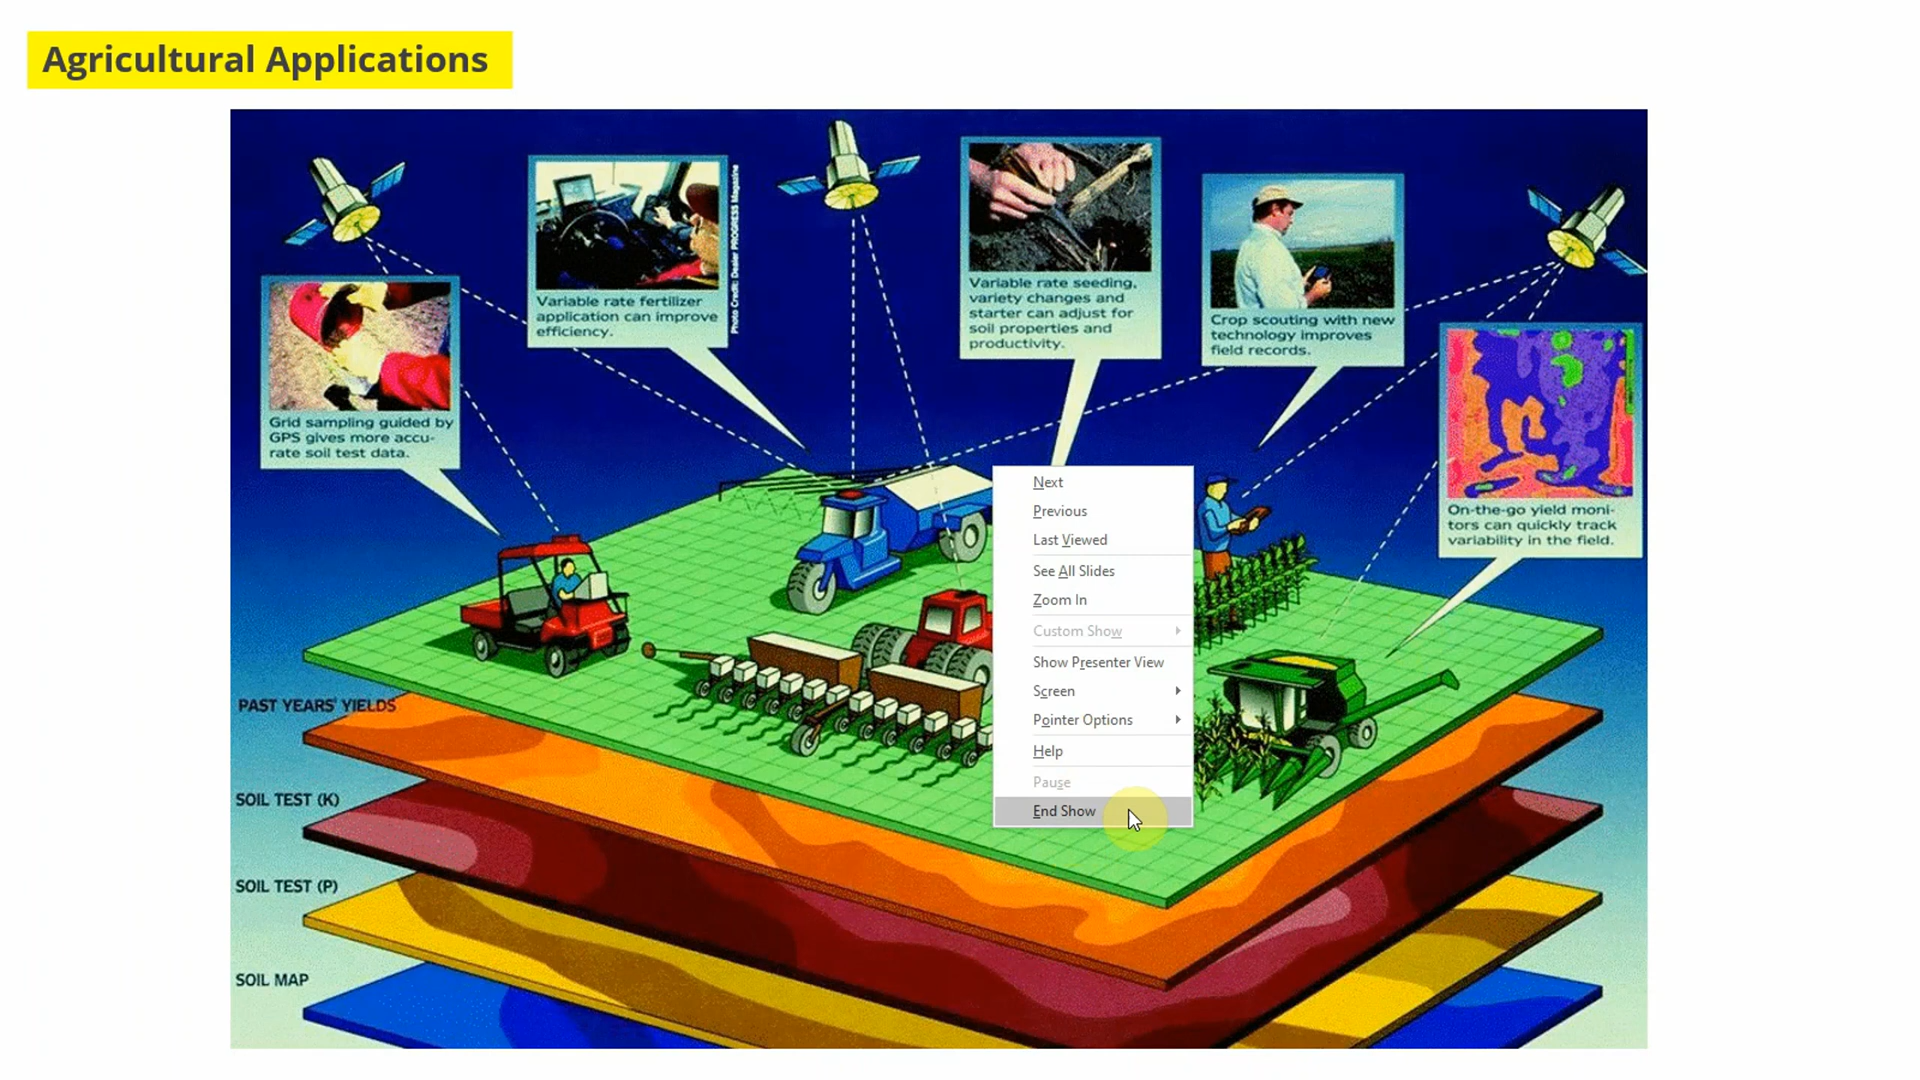 Agricultural Applications
Photo Credit: Dealer PROGRESS Magazine
Variable rate fertilizer
application can improve
efficiency.
Variable rate seeding,
variety changes and
starter can adjust for
soil properties and
productivity.
Crop scouting with new
technology improves
field records.
Grid sampling guided by
GPS gives more accu-
rate soil test data.
On-the-go yield moni-
tors can quickly track
variability in the field.
Next
Previous
Last Viewed
See All Slides
Zoom In
Custom Show
Show Presenter View
Screen
Pointer Options
Help
Pause
End Show
PAST YEARS' YIELDS
SOIL TEST (K)
SOIL TEST (P)
SOIL MAP